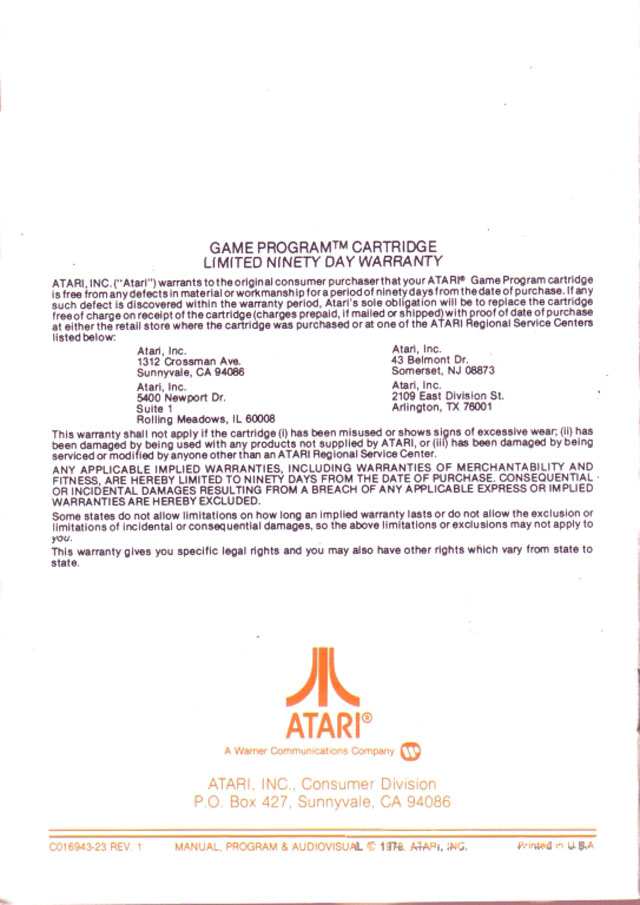 GAME PROGRAM™ CARTRIDGE
LIMITED NINETY DAY WARRANTY
ATARI, INC. ("Atari") warrants to the original consumer purchaser that your ATARI® Game Program cartridge
is free from any defects in material or workmanship for a period of ninety days from the date of purchase. If any
such defect is discovered within the warranty period, Atari's sole obligation will be to replace the cartridge
free of charge on receipt of the cartridge (charges prepaid, if mailed or shipped) with proof of date of purchase
at either the retail store where the cartridge was purchased or at one of the ATARI Regional Service Centers
listed below:
Atari, Inc.
1312 Crossman Ave.
Sunnyvale, CA 94086
Atari, Inc.
5400 Newport Dr.
Suite 1
Rolling Meadows, IL 60008
Atari, Inc.
43 Belmont Dr.
Somerset, NJ 08873
Atari, Inc.
2109 East Division St.
Arlington, TX 76001
This warranty shall not apply if the cartridge (i) has been misused or shows signs of excessive wear; (ii) has
been damaged by being used with any products not supplied by ATARI, or (iii) has been damaged by being
serviced or modified by anyone other than an ATARI Regional Service Center.
ANY APPLICABLE IMPLIED WARRANTIES, INCLUDING WARRANTIES OF MERCHANTABILITY AND
FITNESS, ARE HEREBY LIMITED TO NINETY DAYS FROM THE DATE OF PURCHASE. CONSEQUENTIAL
OR INCIDENTAL DAMAGES RESULTING FROM A BREACH OF ANY APPLICABLE EXPRESS OR IMPLIED
WARRANTIES ARE HEREBY EXCLUDED.
Some states do not allow limitations on how long an implied warranty lasts or do not allow the exclusion or
limitations of incidental or consequential damages, so the above limitations or exclusions may not apply to
you.
This warranty gives you specific legal rights and you may also have other rights which vary from state to
state.
ATARI®
A Warner Communications Company
ATARI, INC., Consumer Division
P.O. Box 427, Sunnyvale, CA 94086
C016943-23 REV. 1 MANUAL, PROGRAM & AUDIOVISUAL © 1978 ATARI, INC. Printed in U.S.A